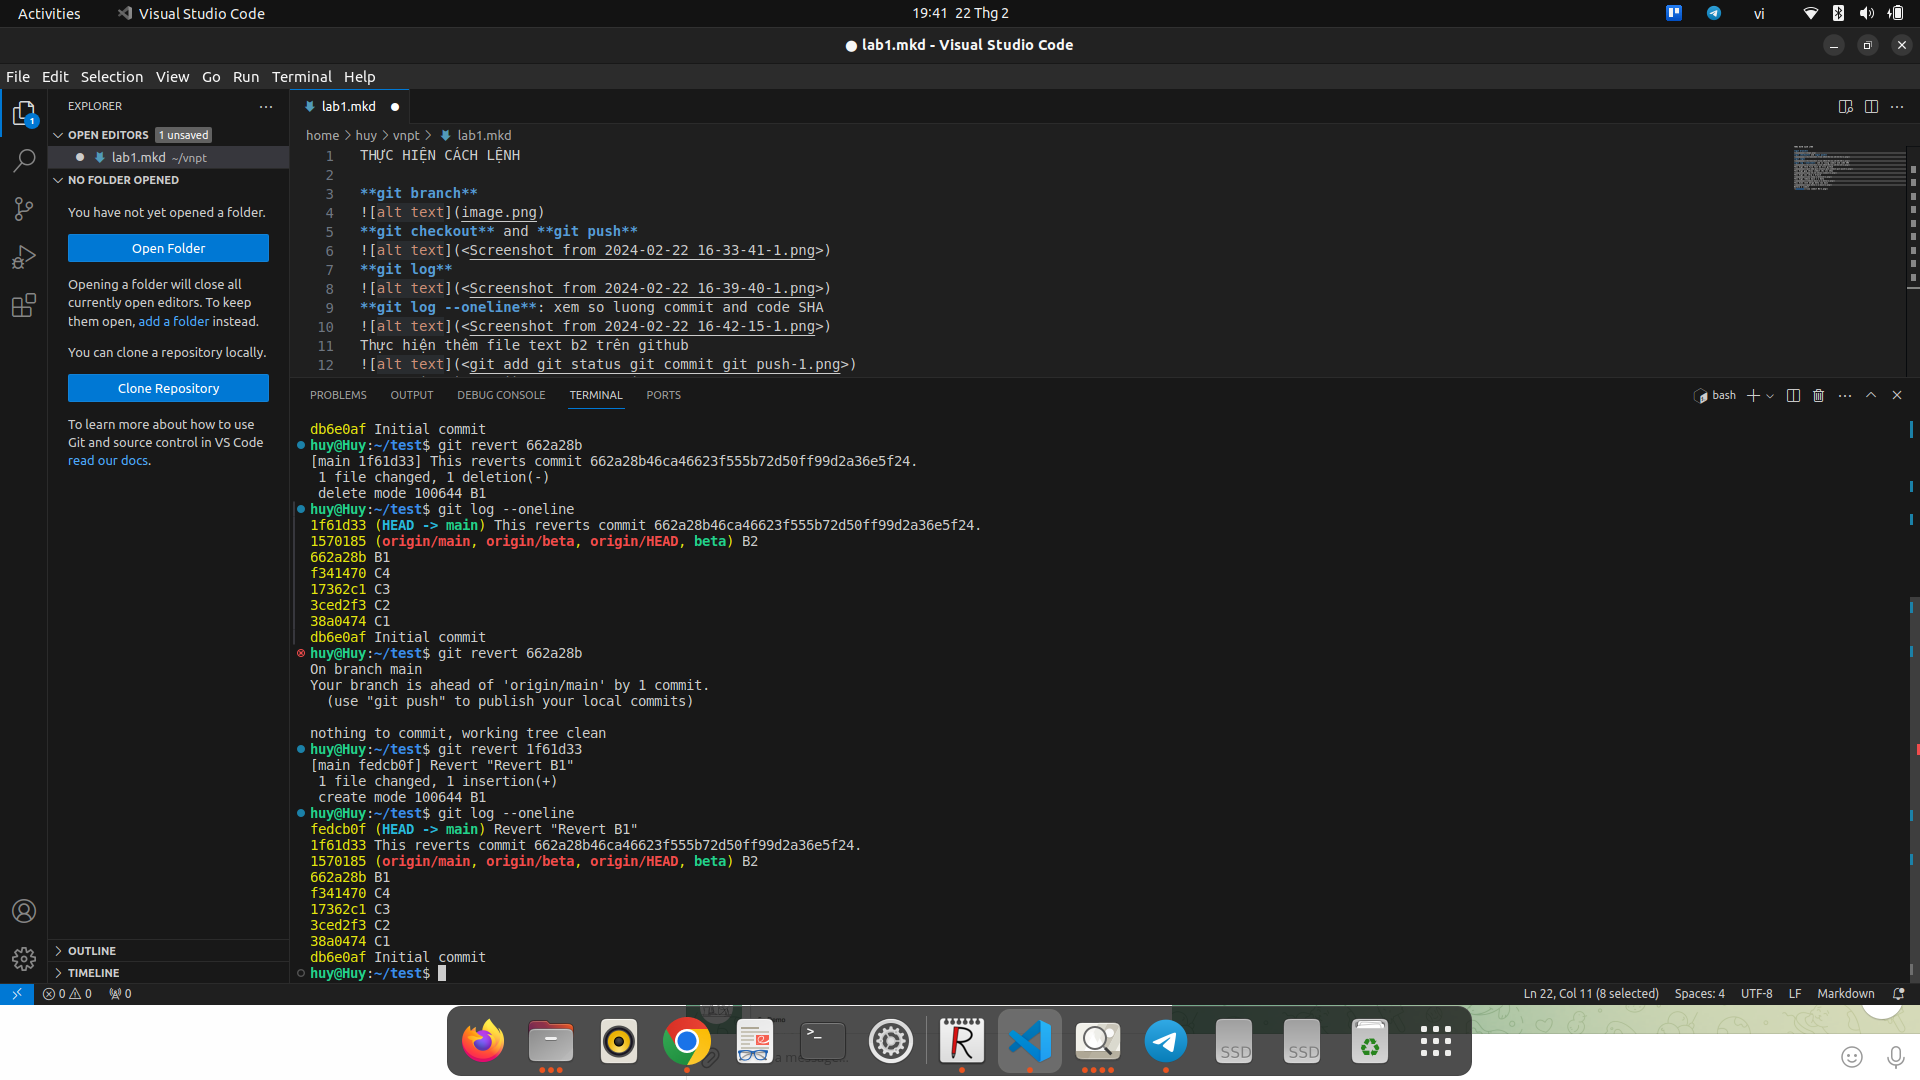 Activities
Visual Studio Code
19:41 22 Thg 2
vi
● lab1.mkd - Visual Studio Code
File Edit Selection View Go Run Terminal Help
EXPLORER
OPEN EDITORS 1 unsaved
lab1.mkd ~/vnpt
NO FOLDER OPENED
You have not yet opened a folder.
Open Folder
Opening a folder will close all
currently open editors. To keep
them open, add a folder instead.
You can clone a repository locally.
Clone Repository
To learn more about how to use
Git and source control in VS Code
read our docs.
OUTLINE
TIMELINE
lab1.mkd
home > huy > vnpt > lab1.mkd
1 THỰC HIỆN CÁCH LỆNH
2
3 **git branch**
4 ![alt text](image.png)
5 **git checkout** and **git push**
6 ![alt text](<Screenshot from 2024-02-22 16-33-41-1.png>)
7 **git log**
8 ![alt text](<Screenshot from 2024-02-22 16-39-40-1.png>)
9 **git log --oneline**: xem so luong commit and code SHA
10 ![alt text](<Screenshot from 2024-02-22 16-42-15-1.png>)
11 Thực hiện thêm file text b2 trên github
12 ![alt text](<git add git status git commit git push-1.png>)
PROBLEMS OUTPUT DEBUG CONSOLE TERMINAL PORTS
bash
db6e0af Initial commit
huy@Huy:~/test$ git revert 662a28b
[main 1f61d33] This reverts commit 662a28b46ca46623f555b72d50ff99d2a36e5f24.
1 file changed, 1 deletion(-)
delete mode 100644 B1
huy@Huy:~/test$ git log --oneline
1f61d33 (HEAD -> main) This reverts commit 662a28b46ca46623f555b72d50ff99d2a36e5f24.
1570185 (origin/main, origin/beta, origin/HEAD, beta) B2
662a28b B1
f341470 C4
17362c1 C3
3ced2f3 C2
38a0474 C1
db6e0af Initial commit
huy@Huy:~/test$ git revert 662a28b
On branch main
Your branch is ahead of 'origin/main' by 1 commit.
(use "git push" to publish your local commits)
nothing to commit, working tree clean
huy@Huy:~/test$ git revert 1f61d33
[main fedcb0f] Revert "Revert B1"
1 file changed, 1 insertion(+)
create mode 100644 B1
huy@Huy:~/test$ git log --oneline
fedcb0f (HEAD -> main) Revert "Revert B1"
1f61d33 This reverts commit 662a28b46ca46623f555b72d50ff99d2a36e5f24.
1570185 (origin/main, origin/beta, origin/HEAD, beta) B2
662a28b B1
f341470 C4
17362c1 C3
3ced2f3 C2
38a0474 C1
db6e0af Initial commit
huy@Huy:~/test$
0 0 0
Ln 22, Col 11 (8 selected) Spaces: 4 UTF-8 LF Markdown
SSD SSD